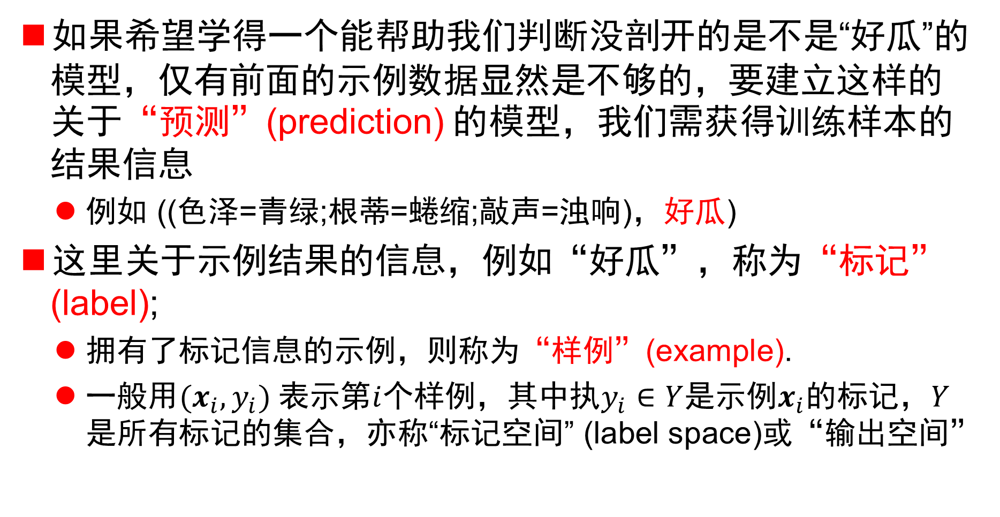 如果希望学得一个能帮助我们判断没剖开的是不是“好瓜”的
模型，仅有前面的示例数据显然是不够的，要建立这样的
关于“预测”(prediction) 的模型，我们需获得训练样本的
结果信息
例如 ((色泽=青绿;根蒂=蜷缩;敲声=浊响)，好瓜)
这里关于示例结果的信息，例如“好瓜”，称为“标记”
(label);
拥有了标记信息的示例，则称为“样例”(example).
一般用(𝒙ᵢ, yᵢ) 表示第i个样例，其中执yᵢ ∈ Y是示例𝒙ᵢ的标记，Y
是所有标记的集合，亦称“标记空间” (label space)或“输出空间”